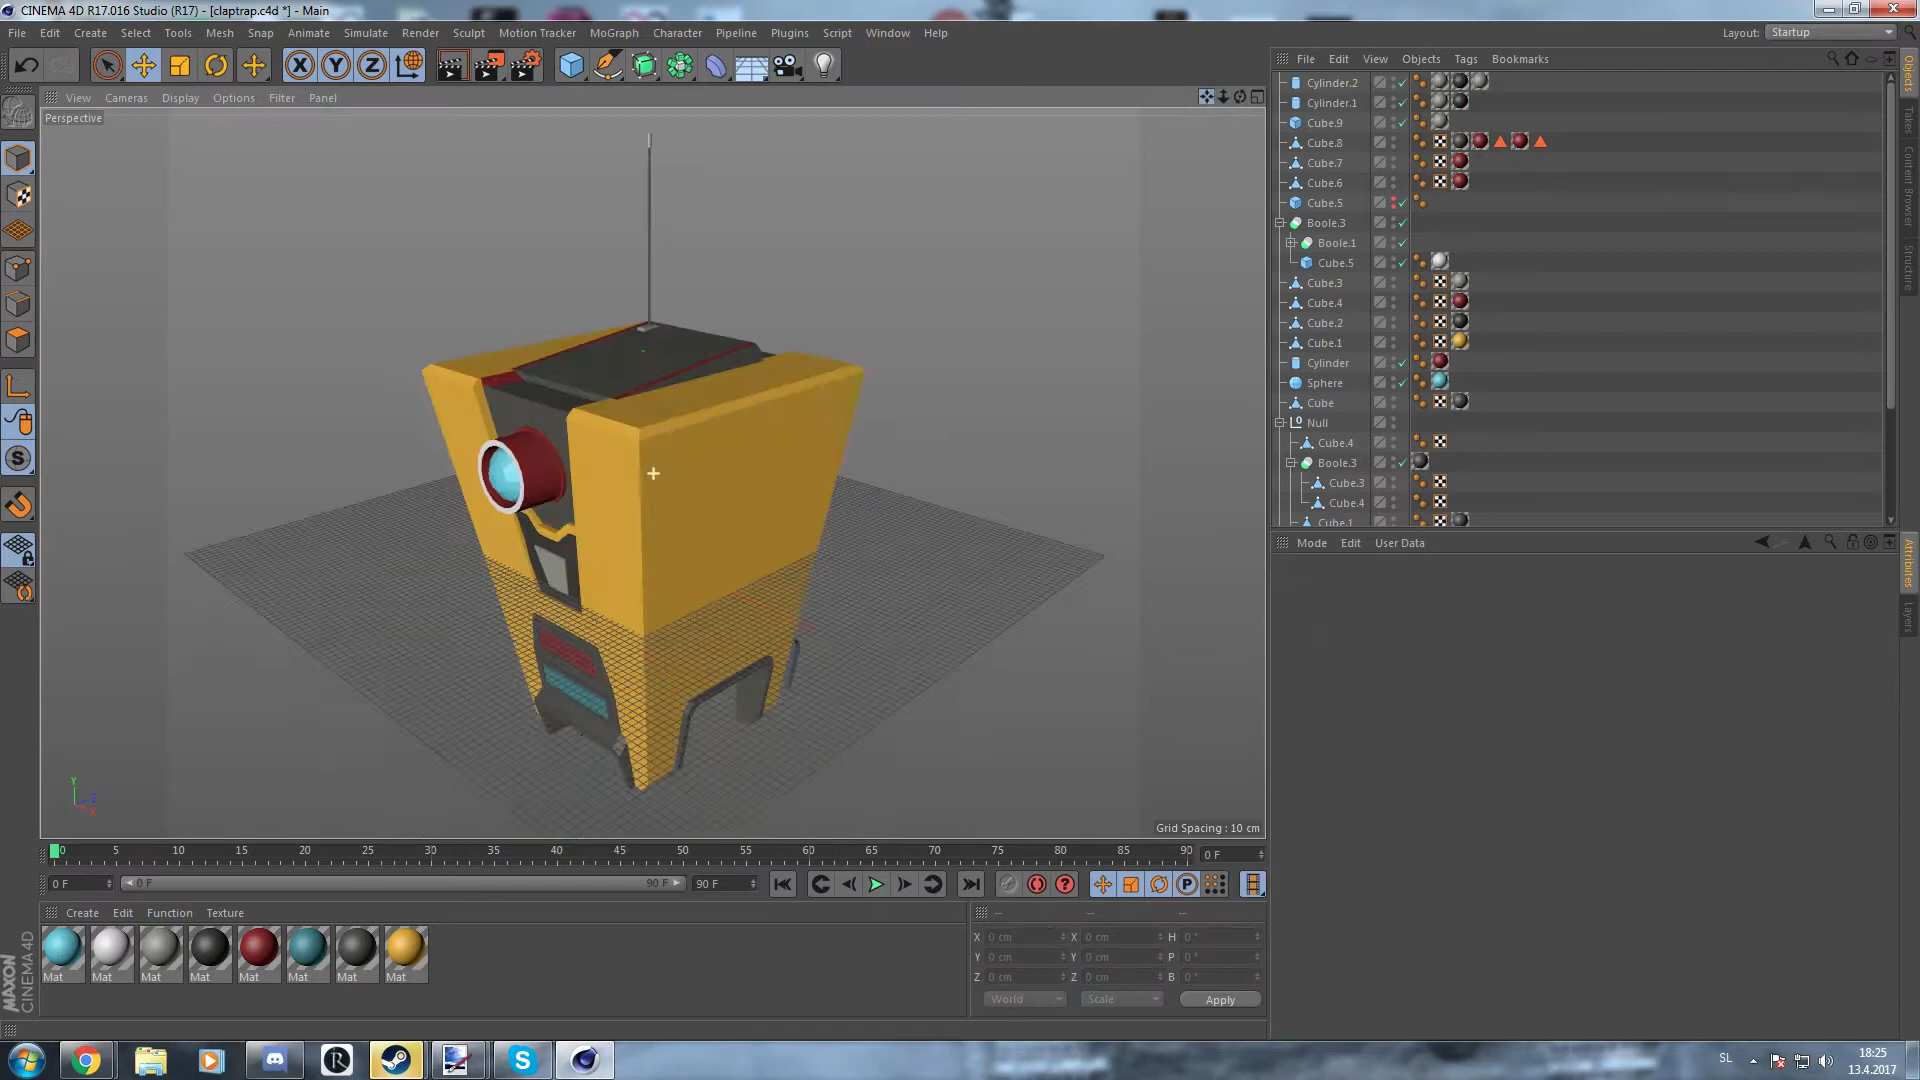 CINEMA 4D R17.016 Studio (R17) - [claptrap.c4d *] - Main
File Edit Create Select Tools Mesh Snap Animate Simulate Render Sculpt Motion Tracker MoGraph Character Pipeline Plugins Script Window Help
Layout: Startup
View Cameras Display Options Filter Panel
Perspective
Grid Spacing : 10 cm
File Edit View Objects Tags Bookmarks
Cylinder.2
Cylinder.1
Cube.9
Cube.8
Cube.7
Cube.6
Cube.5
Boole.3
Boole.1
Cube.5
Cube.3
Cube.4
Cube.2
Cube.1
Cylinder
Sphere
Cube
Null
Cube.4
Boole.3
Cube.3
Cube.4
Cube.1
Objects
Takes
Content Browser
Structure
Mode Edit User Data
Attributes
Layers
0 5 10 15 20 25 30 35 40 45 50 55 60 65 70 75 80 85 90
0 F
0 F 0 F 90 F 90 F
Create Edit Function Texture
Mat Mat Mat Mat Mat Mat Mat Mat
-- -- --
X 0 cm X 0 cm H 0 °
Y 0 cm Y 0 cm P 0 °
Z 0 cm Z 0 cm B 0 °
World Scale Apply
MAXON
CINEMA 4D
SL
18:25
13.4.2017